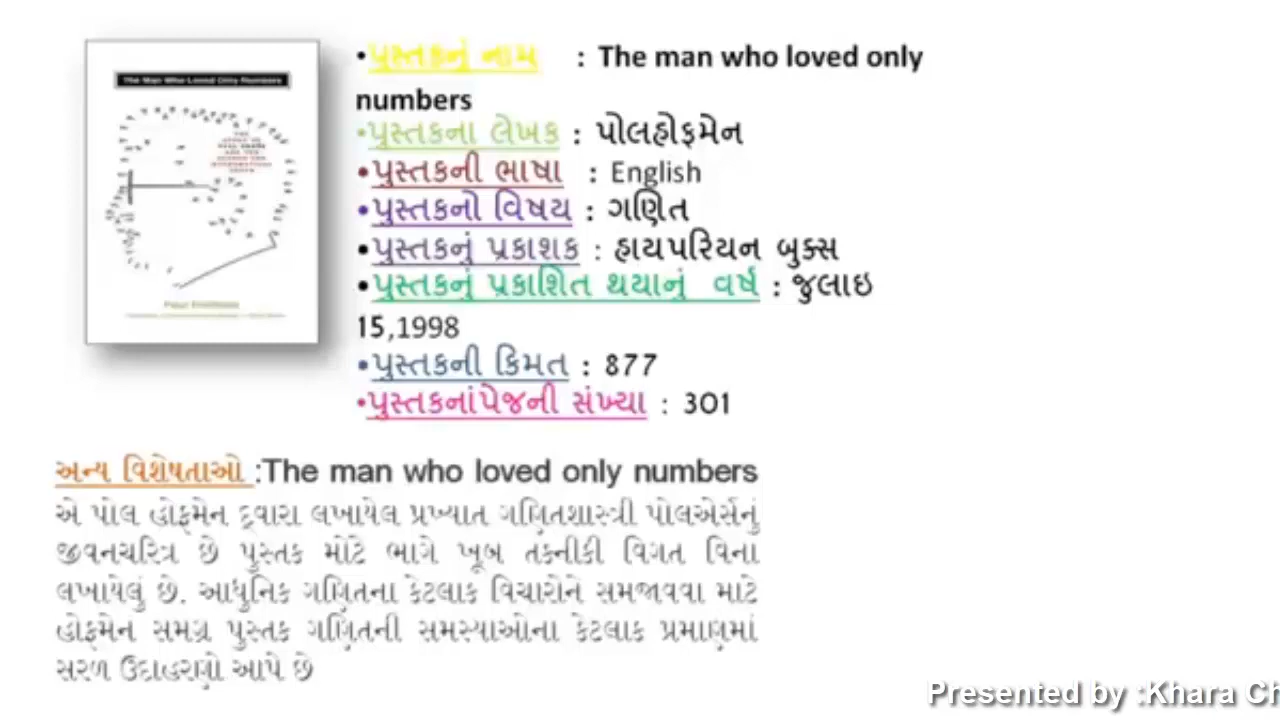 The Man Who Loved Only Numbers
•પુસ્તકનું નામ : The man who loved only
numbers
•પુસ્તકના લેખક : પોલહોફમેન
•પુસ્તકની ભાષા : English
•પુસ્તકનો વિષય : ગણિત
•પુસ્તકનું પ્રકાશક : હાયપરિયન બુક્સ
•પુસ્તકનું પ્રકાશિત થયાનું વર્ષ : જુલાઇ
15,1998
•પુસ્તકની કિમત : 877
•પુસ્તકનાંપેજની સંખ્યા : 301
અન્ય વિશેષતાઓ :The man who loved only numbers
એ પોલ હોફમેન દ્વારા લખાયેલ પ્રખ્યાત ગણિતશાસ્ત્રી પોલએર્સનું
જીવનચરિત્ર છે પુસ્તક મોટે ભાગે ખૂબ તકનીકી વિગત વિના
લખાયેલું છે. આધુનિક ગણિતના કેટલાક વિચારોને સમજાવવા માટે
હોફમેન સમગ્ર પુસ્તક ગણિતની સમસ્યાઓના કેટલાક પ્રમાણમાં
સરળ ઉદાહરણો આપે છે
Presented by :Khara Ch